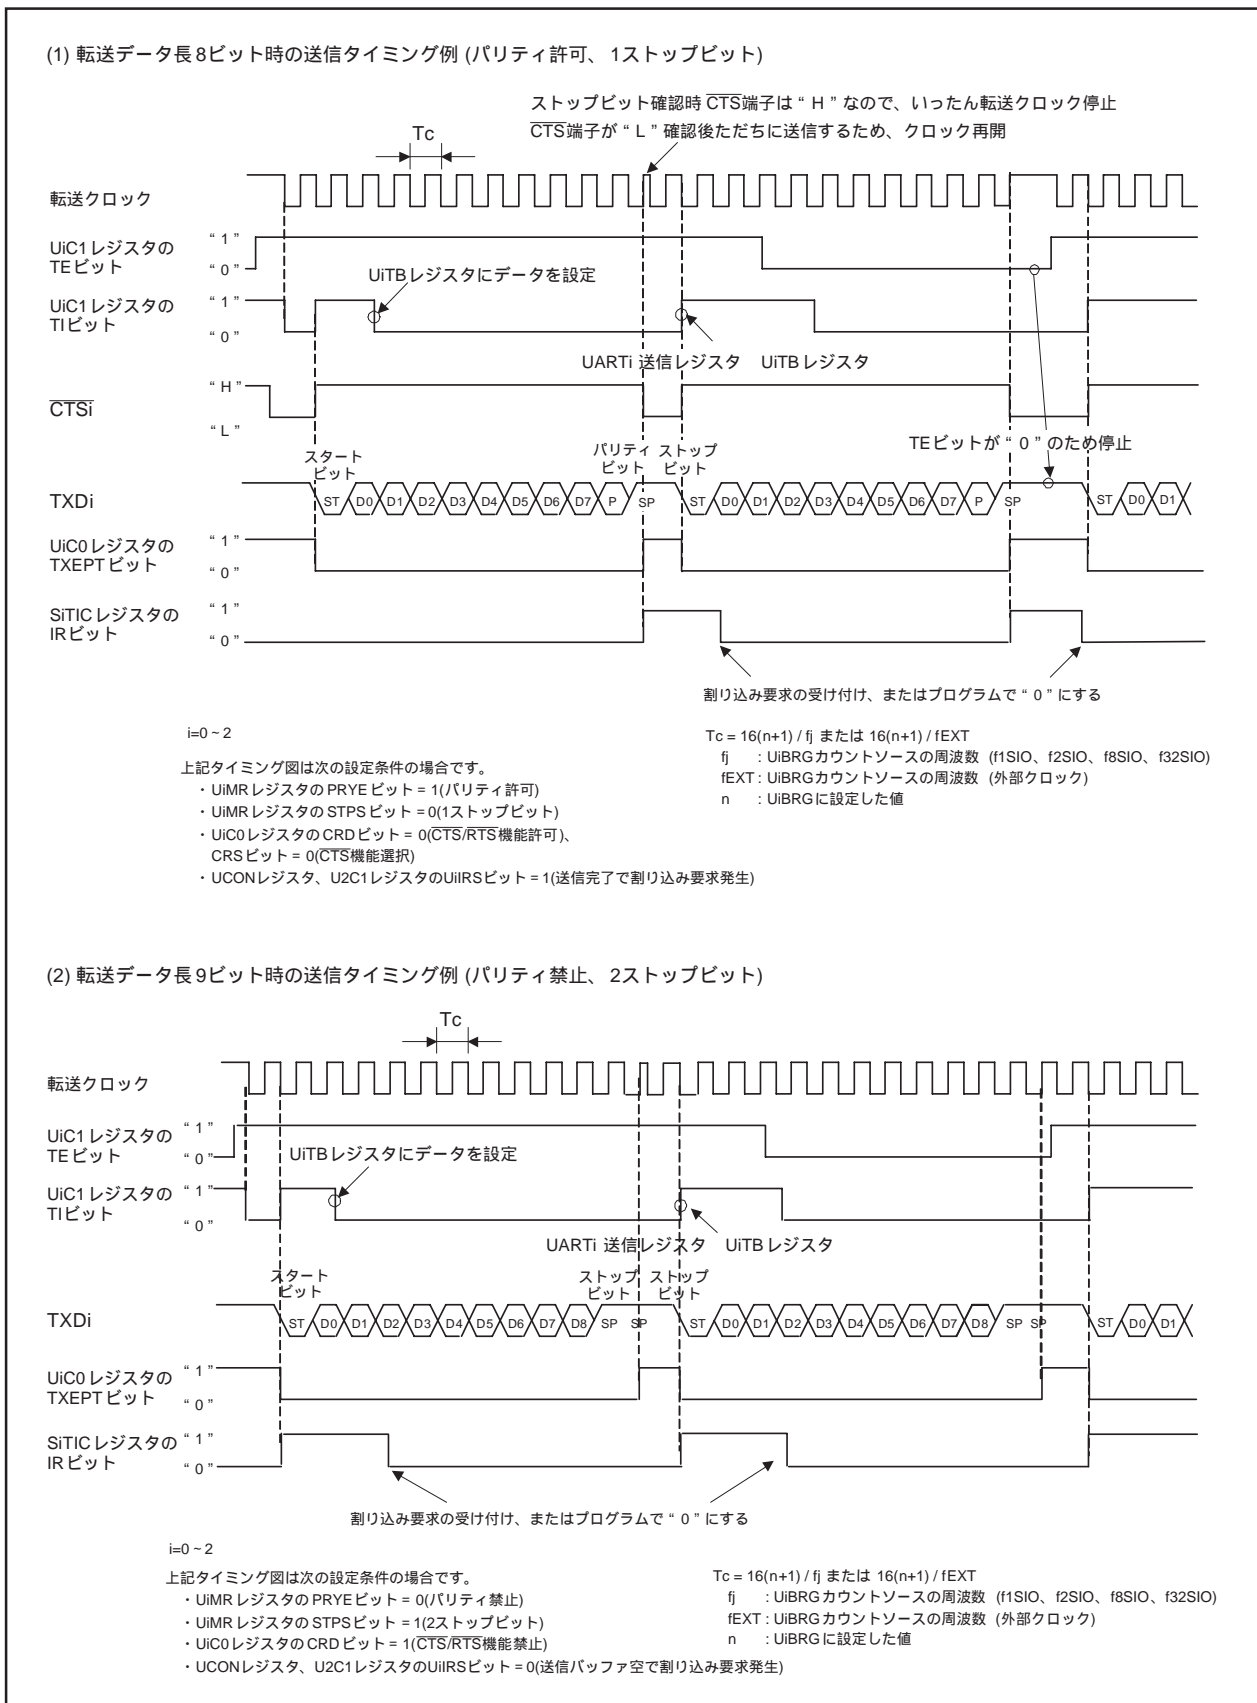 (1) 転送データ長8ビット時の送信タイミング例 (パリティ許可、1ストップビット)
ストップビット確認時 CTS端子は “ H ” なので、いったん転送クロック停止
CTS端子が “ L ” 確認後ただちに送信するため、クロック再開
Tc
転送クロック
UiC1レジスタの
TEビット
“ 1 ”
“ 0 ”
UiTBレジスタにデータを設定
UiC1レジスタの
TIビット
“ 1 ”
“ 0 ”
UARTi 送信レジスタ UiTBレジスタ
CTSi
“ H ”
“ L ”
TEビットが “ 0 ” のため停止
スタート
ビット
パリティ
ビット
ストップ
ビット
TXDi
ST D0 D1 D2 D3 D4 D5 D6 D7 P SP ST D0 D1 D2 D3 D4 D5 D6 D7 P SP ST D0 D1
UiC0レジスタの
TXEPTビット
“ 1 ”
“ 0 ”
SiTICレジスタの
IRビット
“ 1 ”
“ 0 ”
割り込み要求の受け付け、またはプログラムで “ 0 ” にする
i=0 ~ 2
上記タイミング図は次の設定条件の場合です。
・UiMRレジスタのPRYEビット = 1(パリティ許可)
・UiMRレジスタのSTPSビット = 0(1ストップビット)
・UiC0レジスタのCRDビット = 0(CTS/RTS機能許可)、
CRSビット = 0(CTS機能選択)
・UCONレジスタ、U2C1レジスタのUiIRSビット = 1(送信完了で割り込み要求発生)
Tc = 16(n+1) / fj または 16(n+1) / fEXT
fj : UiBRGカウントソースの周波数 (f1SIO、f2SIO、f8SIO、f32SIO)
fEXT : UiBRGカウントソースの周波数 (外部クロック)
n : UiBRGに設定した値
(2) 転送データ長9ビット時の送信タイミング例 (パリティ禁止、2ストップビット)
Tc
転送クロック
UiC1レジスタの
TEビット
“ 1 ”
“ 0 ”
UiTBレジスタにデータを設定
UiC1レジスタの
TIビット
“ 1 ”
“ 0 ”
UARTi 送信レジスタ UiTBレジスタ
スタート
ビット
ストップ
ビット
ストップ
ビット
TXDi
ST D0 D1 D2 D3 D4 D5 D6 D7 D8 SP SP ST D0 D1 D2 D3 D4 D5 D6 D7 D8 SP SP ST D0 D1
UiC0レジスタの
TXEPTビット
“ 1 ”
“ 0 ”
SiTICレジスタの
IRビット
“ 1 ”
“ 0 ”
割り込み要求の受け付け、またはプログラムで “ 0 ” にする
i=0 ~ 2
上記タイミング図は次の設定条件の場合です。
・UiMRレジスタのPRYEビット = 0(パリティ禁止)
・UiMRレジスタのSTPSビット = 1(2ストップビット)
・UiC0レジスタのCRDビット = 1(CTS/RTS機能禁止)
・UCONレジスタ、U2C1レジスタのUiIRSビット = 0(送信バッファ空で割り込み要求発生)
Tc = 16(n+1) / fj または 16(n+1) / fEXT
fj : UiBRGカウントソースの周波数 (f1SIO、f2SIO、f8SIO、f32SIO)
fEXT : UiBRGカウントソースの周波数 (外部クロック)
n : UiBRGに設定した値